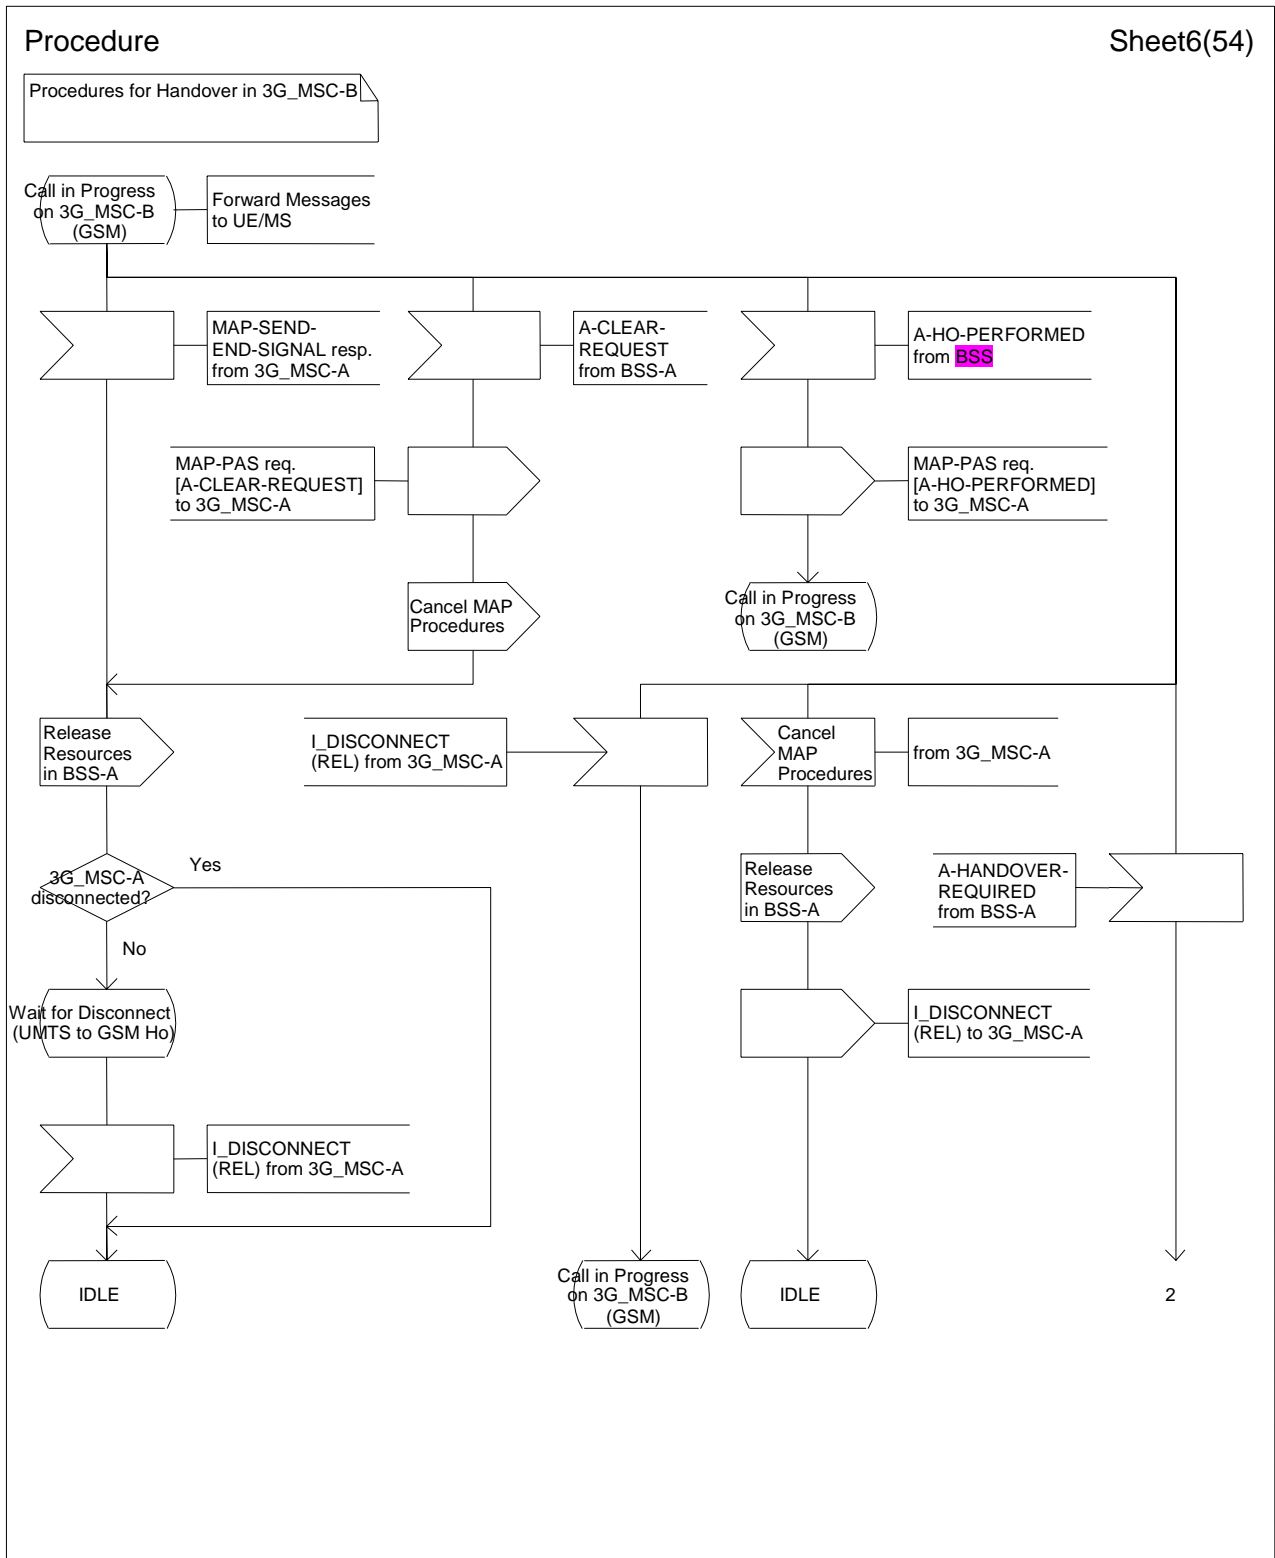 Procedure
Sheet6(54)
Procedures for Handover in 3G_MSC-B
Call in Progress
on 3G_MSC-B
(GSM)
Forward Messages
to UE/MS
MAP-SEND-
END-SIGNAL resp.
from 3G_MSC-A
A-CLEAR-
REQUEST
from BSS-A
A-HO-PERFORMED
from BSS
MAP-PAS req.
[A-CLEAR-REQUEST]
to 3G_MSC-A
MAP-PAS req.
[A-HO-PERFORMED]
to 3G_MSC-A
Cancel MAP
Procedures
Call in Progress
on 3G_MSC-B
(GSM)
Release
Resources
in BSS-A
I_DISCONNECT
(REL) from 3G_MSC-A
Cancel
MAP
Procedures
from 3G_MSC-A
3G_MSC-A
disconnected?
Yes
No
Release
Resources
in BSS-A
A-HANDOVER-
REQUIRED
from BSS-A
Wait for Disconnect
(UMTS to GSM Ho)
I_DISCONNECT
(REL) to 3G_MSC-A
I_DISCONNECT
(REL) from 3G_MSC-A
IDLE
Call in Progress
on 3G_MSC-B
(GSM)
IDLE
2